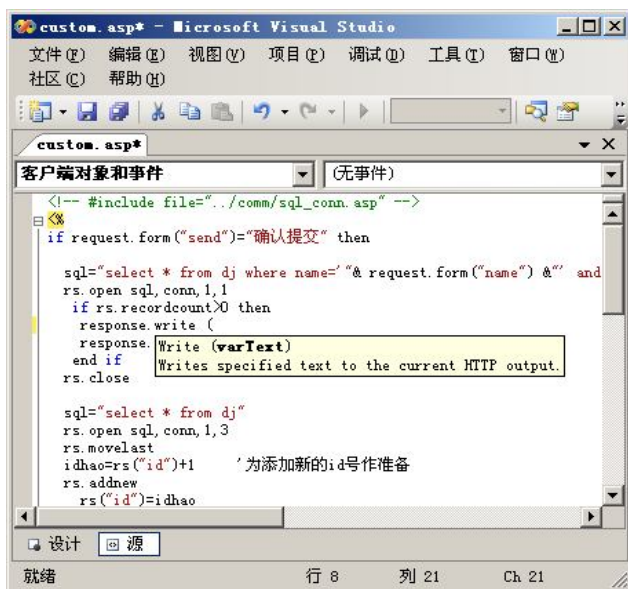 custom.asp* - Microsoft Visual Studio
文件(F) 编辑(E) 视图(V) 项目(P) 调试(D) 工具(T) 窗口(W)
社区(C) 帮助(H)
custom.asp*
客户端对象和事件 (无事件)
<!-- #include file="../comm/sql_conn.asp" -->
<%
if request.form("send")="确认提交" then
sql="select * from dj where name='"& request.form("name") &"' and
rs.open sql,conn,1,1
if rs.recordcount>0 then
response.write (
response.
Write (varText)
end if
Writes specified text to the current HTTP output.
rs.close
sql="select * from dj"
rs.open sql,conn,1,3
rs.movelast
idhao=rs("id")+1 '为添加新的id号作准备
rs.addnew
rs("id")=idhao
设计 源
就绪 行 8 列 21 Ch 21